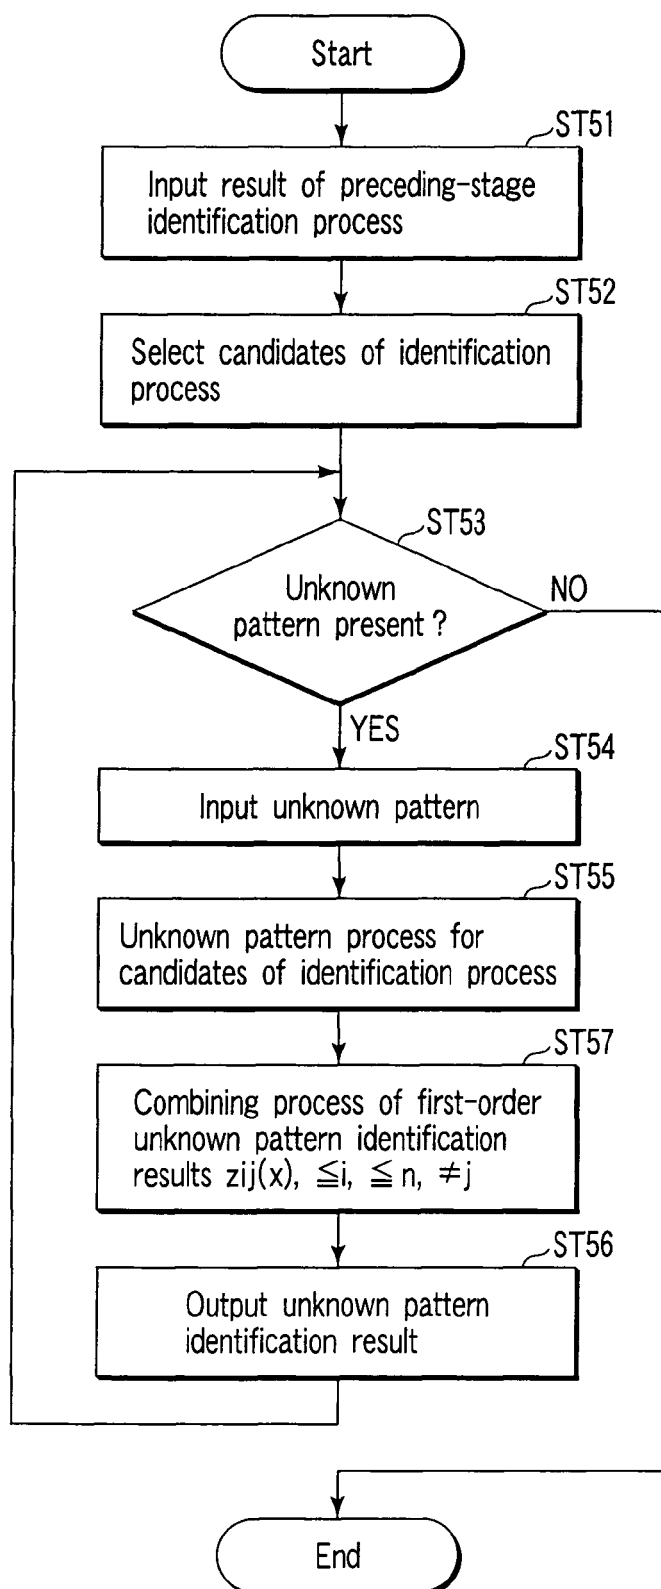 Start
ST51
Input result of preceding-stage
identification process
ST52
Select candidates of identification
process
ST53
Unknown
pattern present ?
NO
YES
ST54
Input unknown pattern
ST55
Unknown pattern process for
candidates of identification process
ST57
Combining process of first-order
unknown pattern identification
results zij(x), ≦i, ≦ n, ≠j
ST56
Output unknown pattern
identification result
End